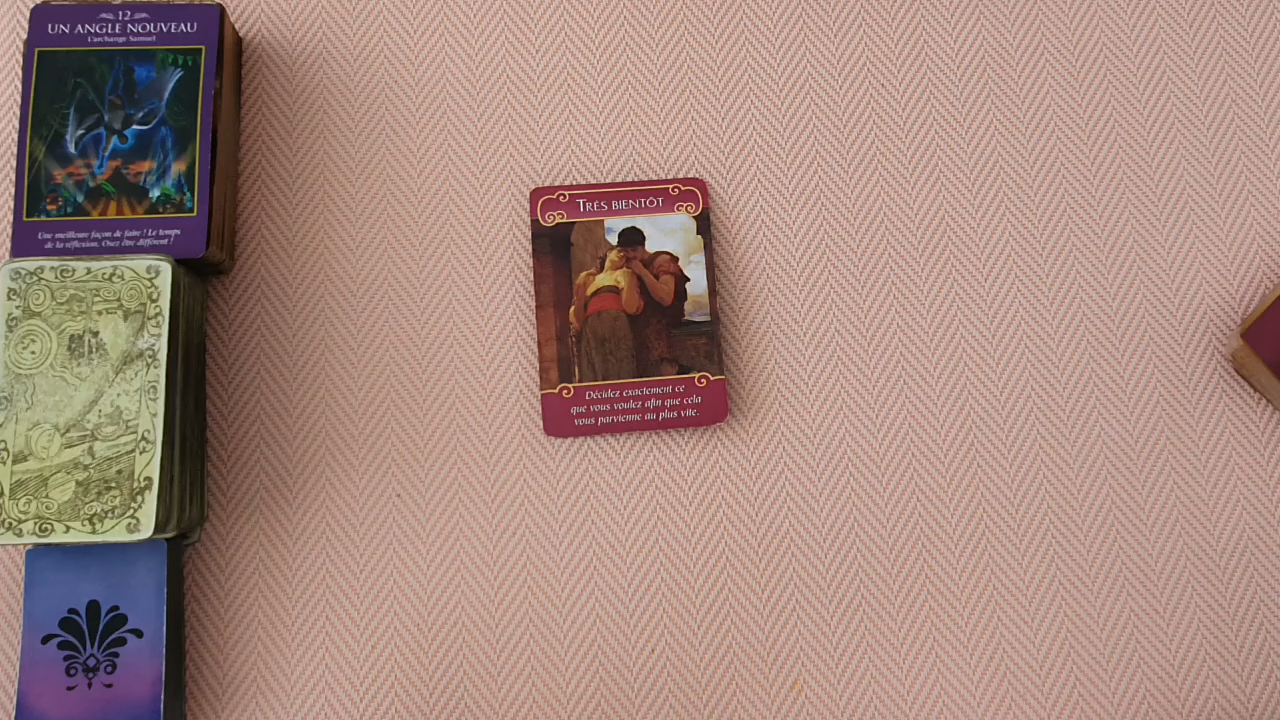 12
UN ANGLE NOUVEAU
L'archange Samuel
Une meilleure façon de faire ! Le temps
de la réflexion. Osez être différent !
TRÈS BIENTÔT
Décidez exactement ce
que vous voulez afin que cela
vous parvienne au plus vite.